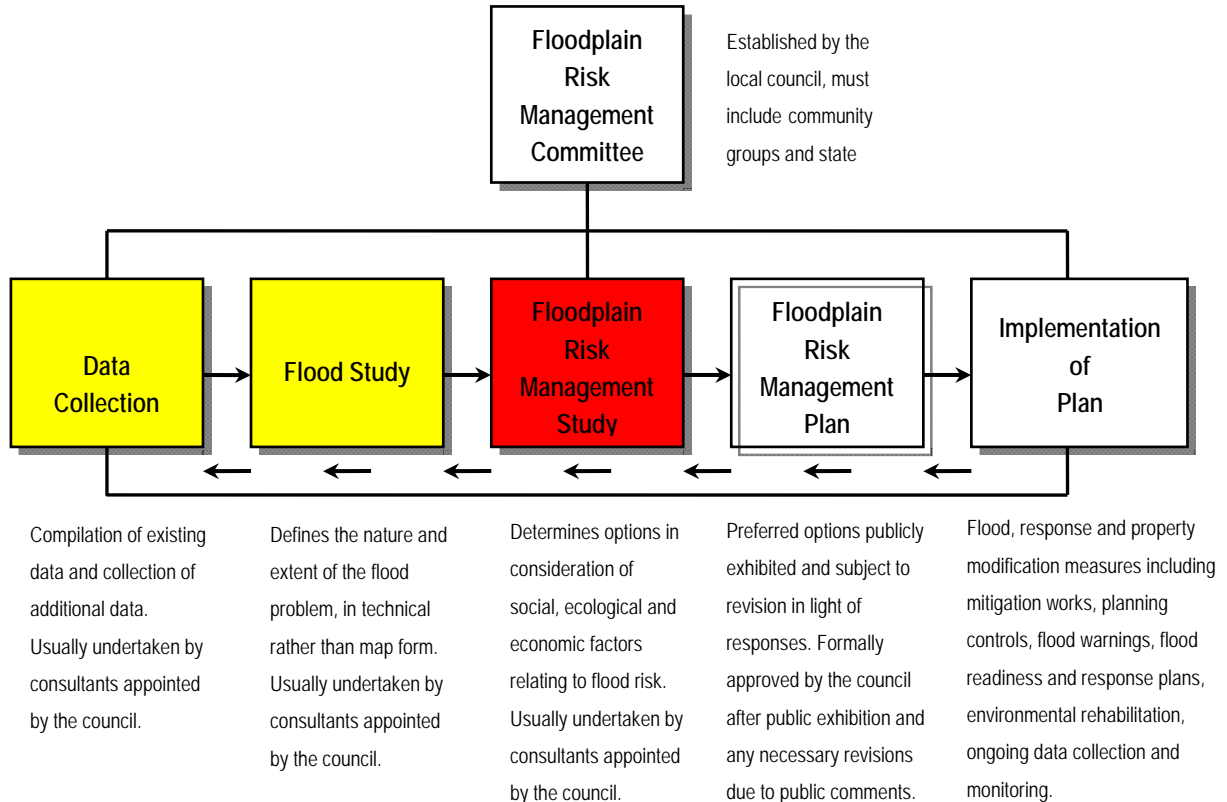 Floodplain
Risk
Management
Committee
Established by the
local council, must
include community
groups and state
Data
Collection
Flood Study
Floodplain
Risk
Management
Study
Floodplain
Risk
Management
Plan
Implementation
of
Plan
Compilation of existing
data and collection of
additional data.
Usually undertaken by
consultants appointed
by the council.
Defines the nature and
extent of the flood
problem, in technical
rather than map form.
Usually undertaken by
consultants appointed
by the council.
Determines options in
consideration of
social, ecological and
economic factors
relating to flood risk.
Usually undertaken by
consultants appointed
by the council.
Preferred options publicly
exhibited and subject to
revision in light of
responses. Formally
approved by the council
after public exhibition and
any necessary revisions
due to public comments.
Flood, response and property
modification measures including
mitigation works, planning
controls, flood warnings, flood
readiness and response plans,
environmental rehabilitation,
ongoing data collection and
monitoring.